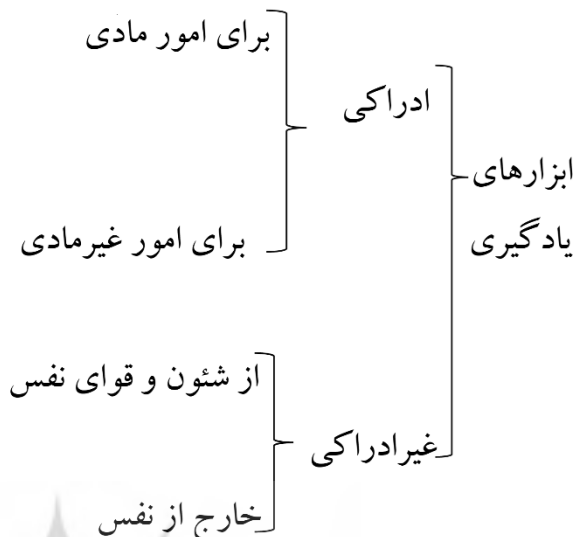 برای امور مادی
ادراکی
ابزارهای
یادگیری
برای امور غیرمادی
از شئون و قوای نفس
غیرادراکی
خارج از نفس